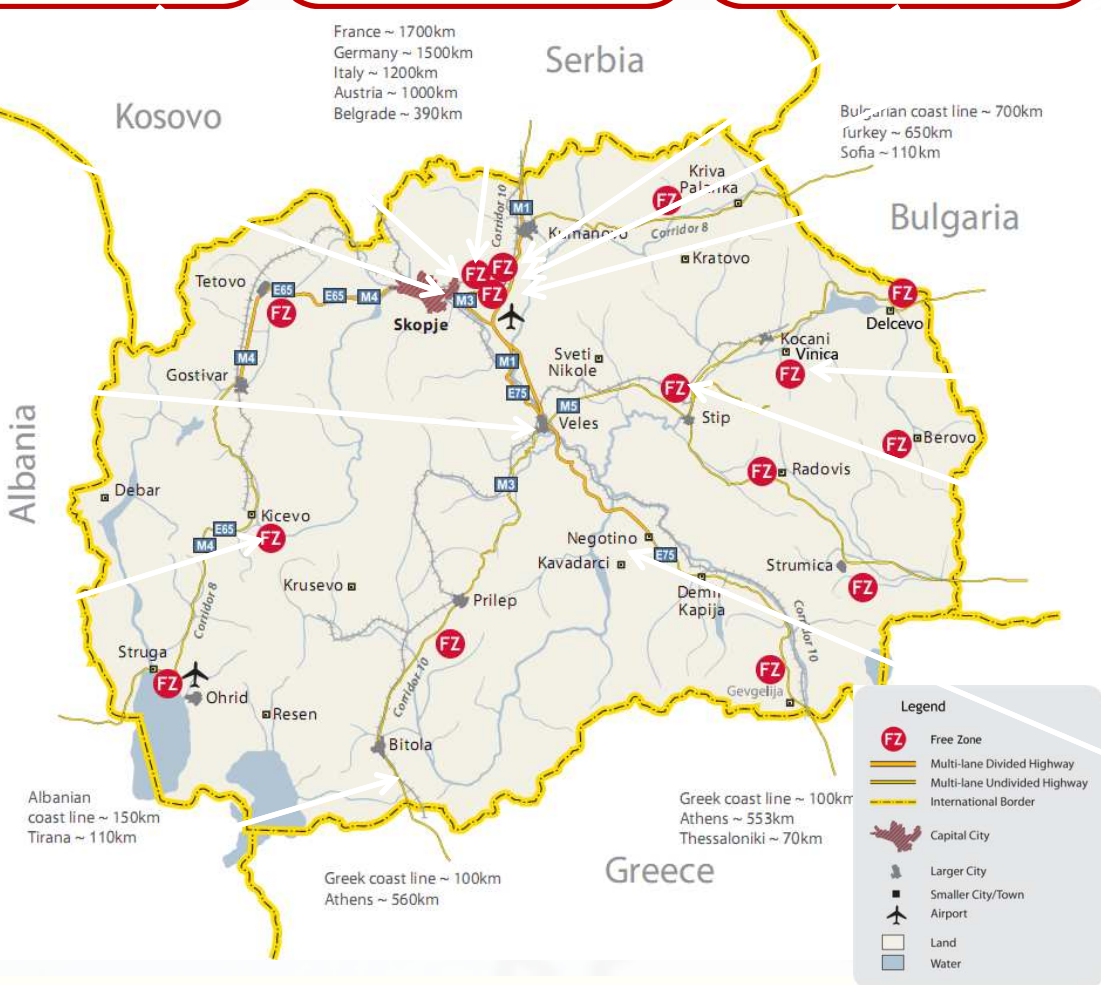 France ~ 1700km
Germany ~ 1500km
Italy ~ 1200km
Austria ~ 1000km
Belgrade ~ 390km
Serbia
Kosovo
Bulgarian coast line ~ 700km
Turkey ~ 650km
Sofia ~ 110km
Bulgaria
Kriva
Palanka
FZ
Corridor 10
M1
Kumanovo
Corridor 8
Kratovo
FZ
FZ
FZ
Tetovo
E65
E65
M4
M3
FZ
Skopje
FZ
Delcevo
Kocani
Vinica
FZ
M4
Gostivar
M1
Sveti
Nikole
E75
M5
FZ
Stip
Veles
Albania
FZ
Berovo
FZ
Radovis
Debar
M3
Kicevo
E65
M4
FZ
Negotino
E75
Kavadarci
Strumica
FZ
Krusevo
Demir
Kapija
Prilep
Corridor 8
Corridor 10
FZ
Struga
FZ
Ohrid
Resen
Corridor 10
FZ
Gevgelija
Bitola
Albanian
coast line ~ 150km
Tirana ~ 110km
Greek coast line ~ 100km
Athens ~ 553km
Thessaloniki ~ 70km
Greece
Greek coast line ~ 100km
Athens ~ 560km
Legend
FZ Free Zone
Multi-lane Divided Highway
Multi-lane Undivided Highway
International Border
Capital City
Larger City
Smaller City/Town
Airport
Land
Water